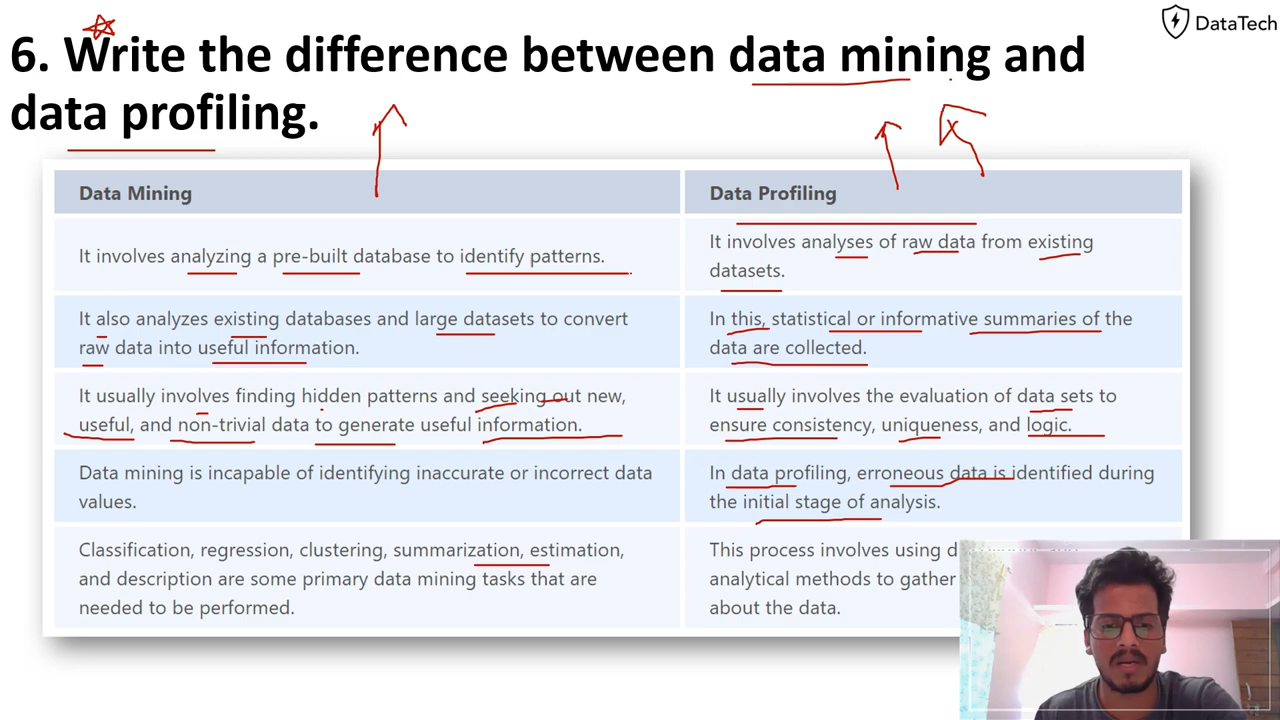 DataTech
6. Write the difference between data mining and
data profiling.
Data Mining
Data Profiling
It involves analyzing a pre-built database to identify patterns.
It involves analyses of raw data from existing
datasets.
It also analyzes existing databases and large datasets to convert
raw data into useful information.
In this, statistical or informative summaries of the
data are collected.
It usually involves finding hidden patterns and seeking out new,
useful, and non-trivial data to generate useful information.
It usually involves the evaluation of data sets to
ensure consistency, uniqueness, and logic.
Data mining is incapable of identifying inaccurate or incorrect data
values.
In data profiling, erroneous data is identified during
the initial stage of analysis.
Classification, regression, clustering, summarization, estimation,
and description are some primary data mining tasks that are
needed to be performed.
This process involves using
analytical methods to gather
about the data.